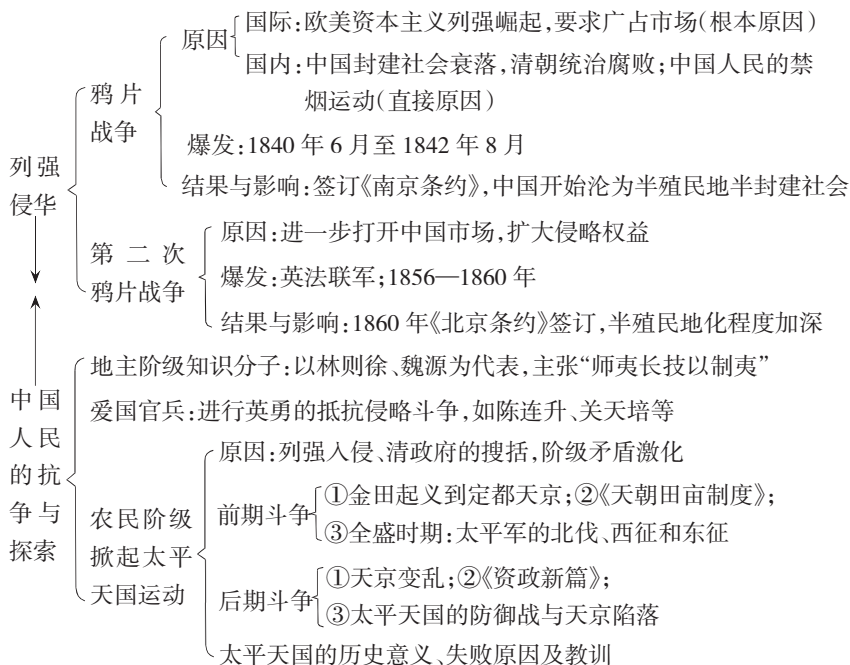 列强
侵华
鸦片
战争
原因
国际:欧美资本主义列强崛起,要求广占市场(根本原因)
国内:中国封建社会衰落,清朝统治腐败;中国人民的禁
烟运动(直接原因)
爆发:1840年6月至1842年8月
结果与影响:签订《南京条约》,中国开始沦为半殖民地半封建社会
第二次
鸦片战争
原因:进一步打开中国市场,扩大侵略权益
爆发:英法联军;1856—1860年
结果与影响:1860年《北京条约》签订,半殖民地化程度加深
中国
人民
的抗
争与
探索
地主阶级知识分子:以林则徐、魏源为代表,主张“师夷长技以制夷”
爱国官兵:进行英勇的抵抗侵略斗争,如陈连升、关天培等
农民阶级
掀起太平
天国运动
原因:列强入侵、清政府的搜括,阶级矛盾激化
前期斗争
①金田起义到定都天京;②《天朝田亩制度》;
③全盛时期:太平军的北伐、西征和东征
后期斗争
①天京变乱;②《资政新篇》;
③太平天国的防御战与天京陷落
太平天国的历史意义、失败原因及教训